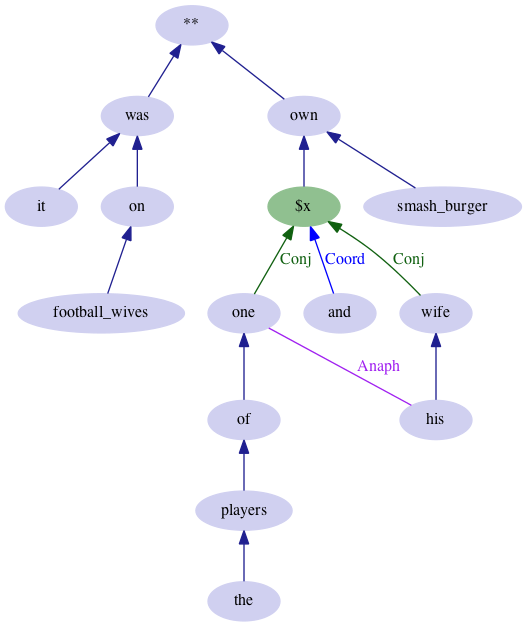 **
was own
it on $x smash_burger
Conj Coord Conj
football_wives one and wife
Anaph
of his
players
the